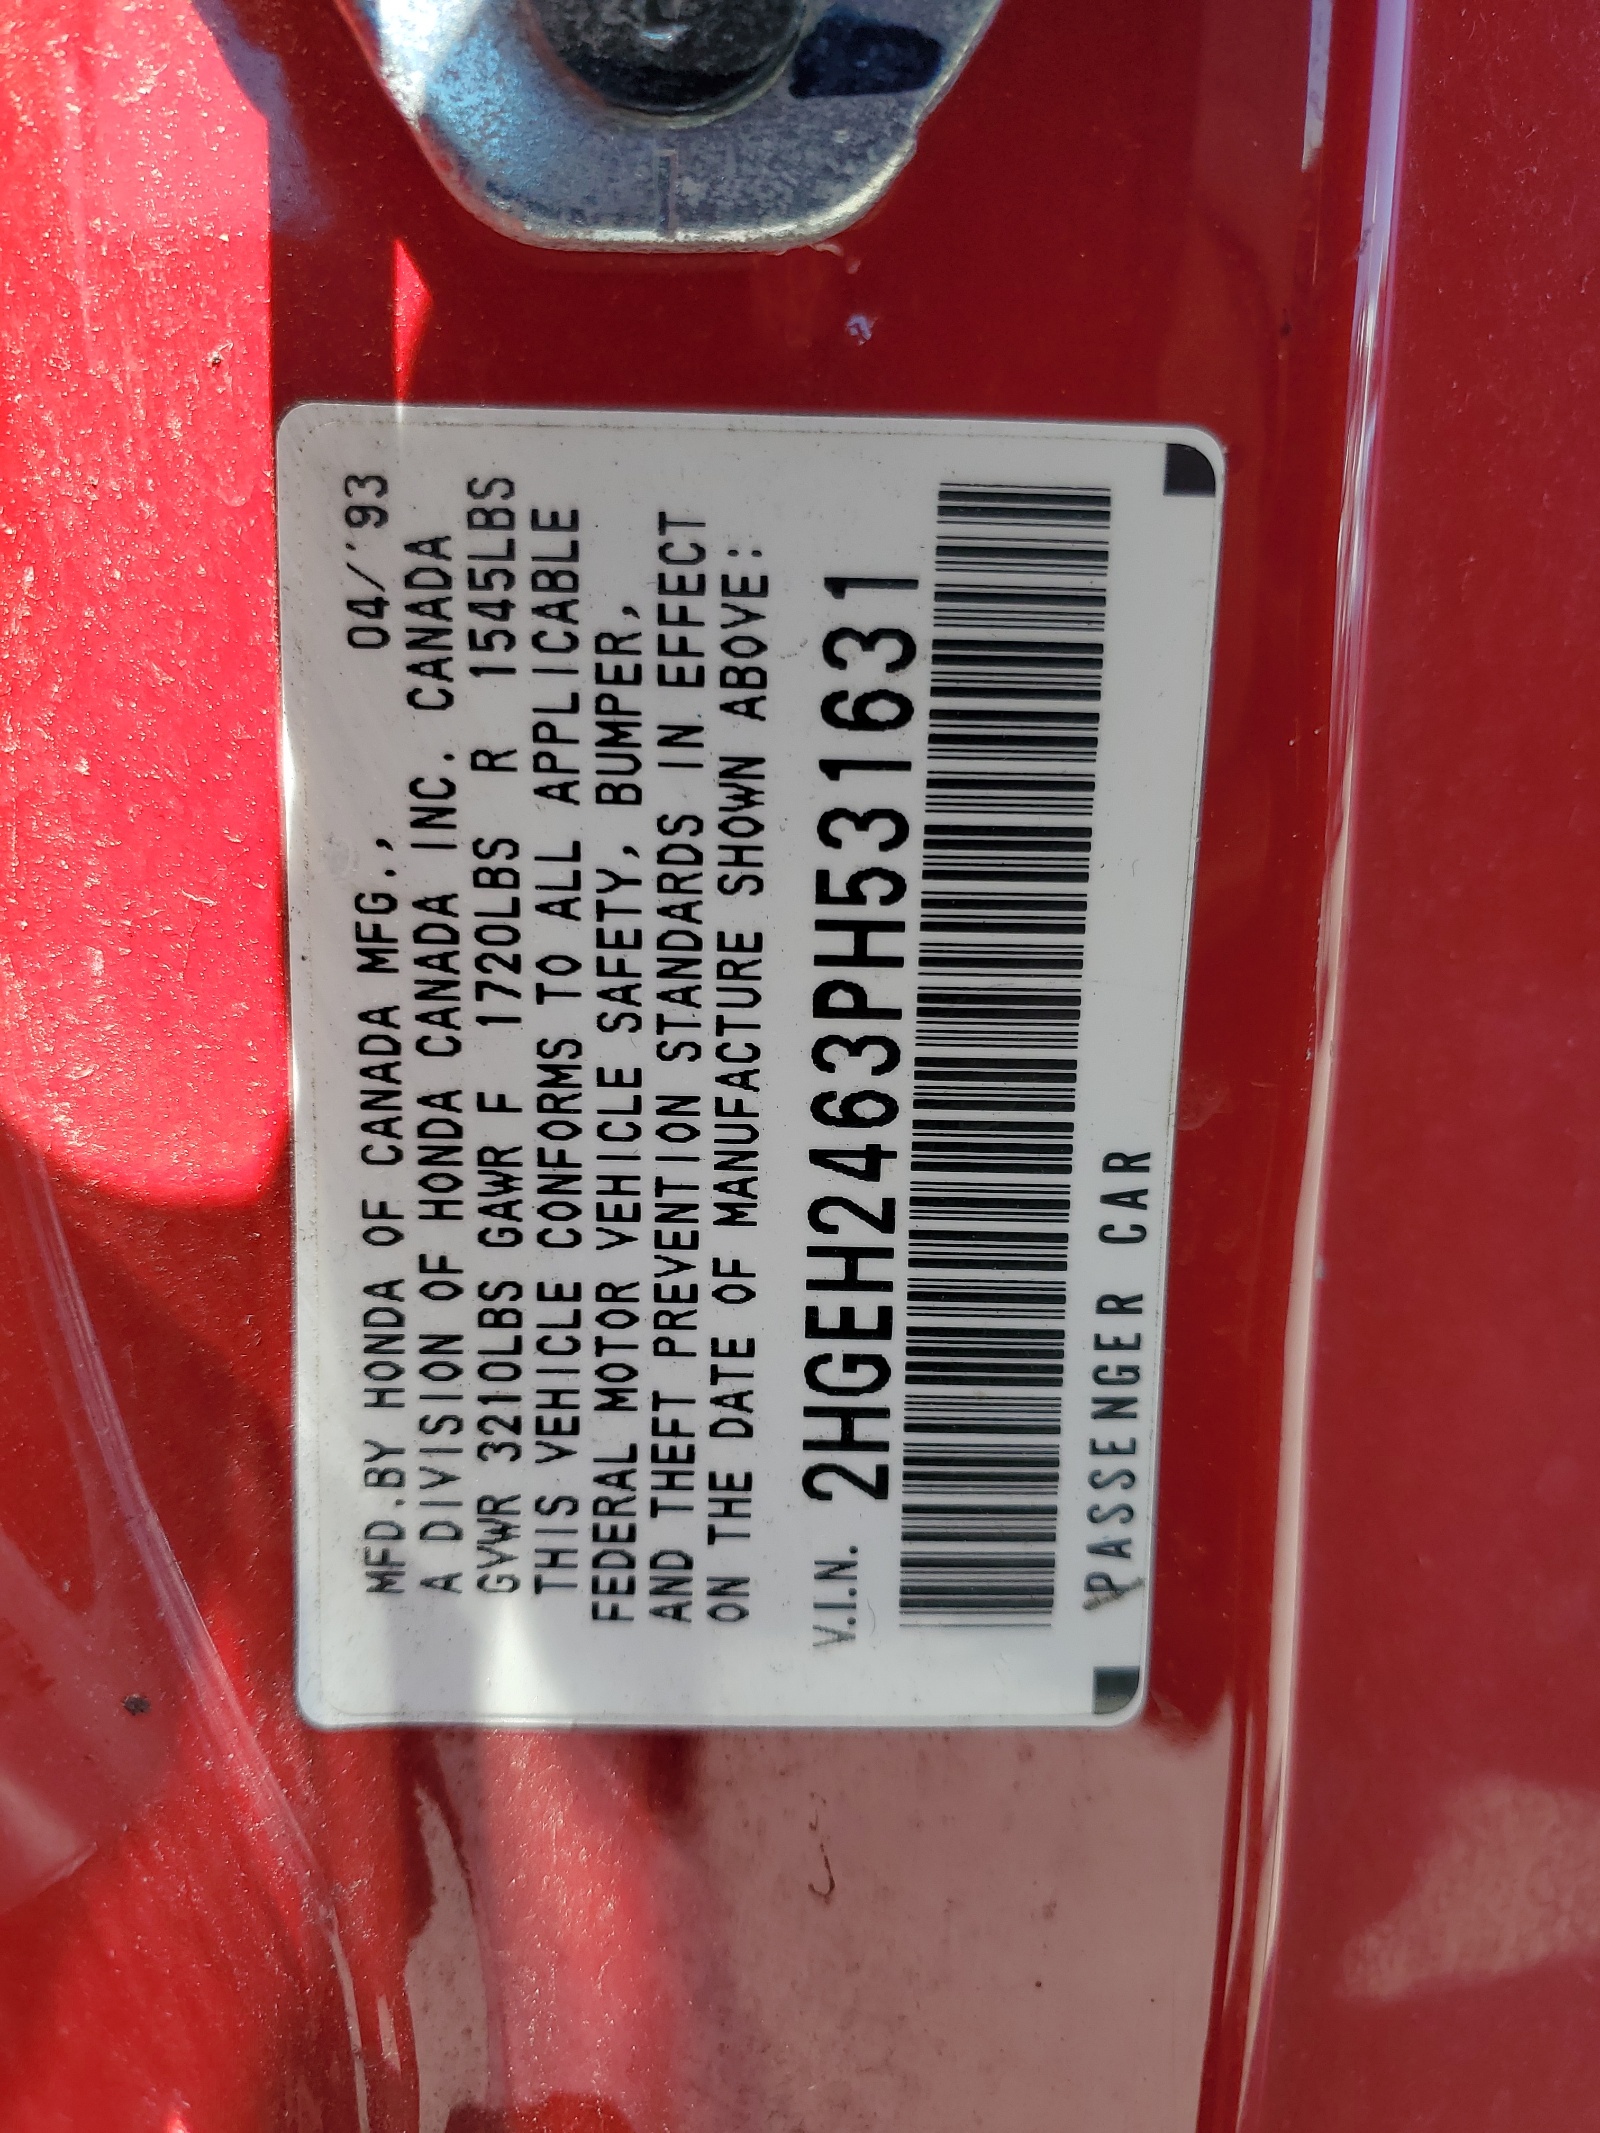 MFD.BY HONDA OF CANADA MFG., 04/'93
A DIVISION OF HONDA CANADA INC. CANADA
GVWR 3210LBS GAWR F 1720LBS R 1545LBS
THIS VEHICLE CONFORMS TO ALL APPLICABLE
FEDERAL MOTOR VEHICLE SAFETY, BUMPER,
AND THEFT PREVENTION STANDARDS IN EFFECT
ON THE DATE OF MANUFACTURE SHOWN ABOVE:
V.I.N. 2HGEH2463PH531631
PASSENGER CAR